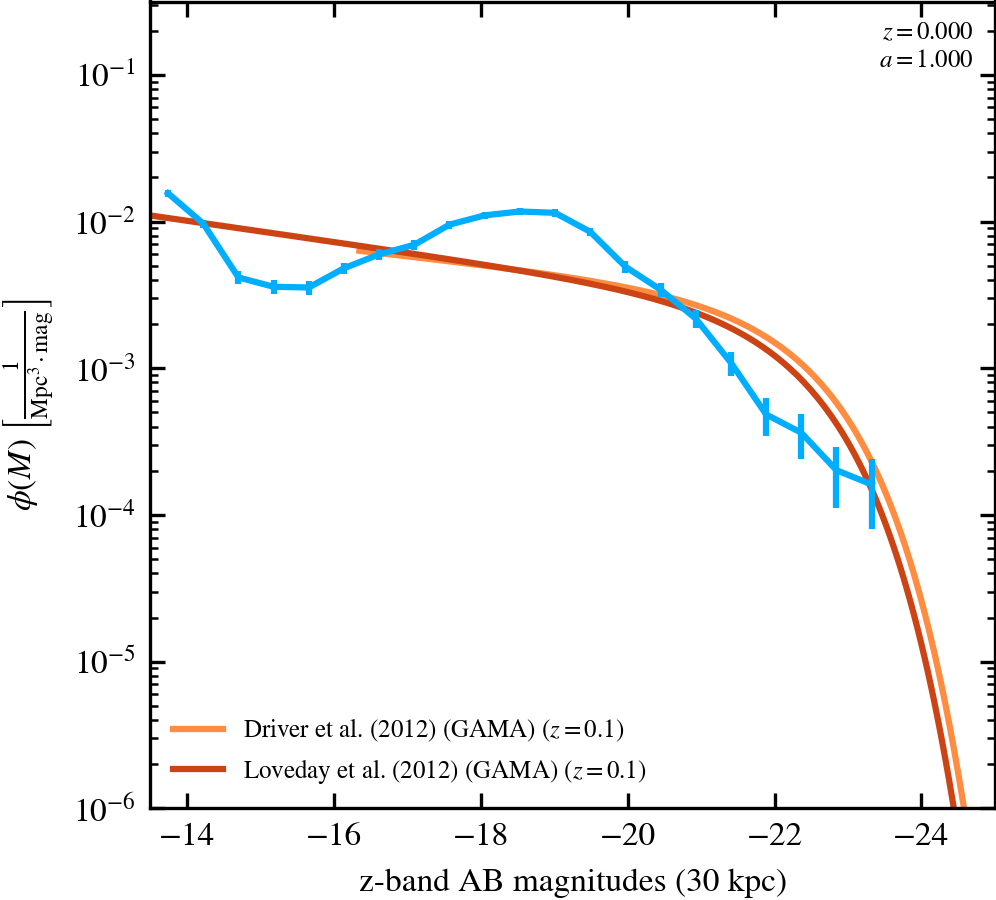 z = 0.000
a = 1.000
10⁻¹
10⁻²
10⁻³
10⁻⁴
10⁻⁵
10⁻⁶
ϕ(M) [1 / Mpc³ · mag]
Driver et al. (2012) (GAMA) (z = 0.1)
Loveday et al. (2012) (GAMA) (z = 0.1)
−14 −16 −18 −20 −22 −24
z-band AB magnitudes (30 kpc)